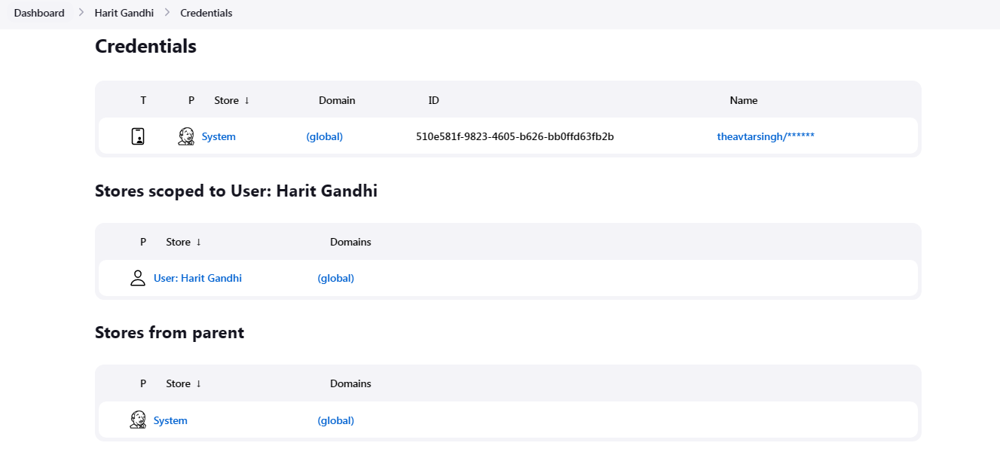 Dashboard > Harit Gandhi > Credentials
Credentials
T P Store ↓ Domain ID Name
System (global) 510e581f-9823-4605-b626-bb0ffd63fb2b theavtarsingh/******
Stores scoped to User: Harit Gandhi
P Store ↓ Domains
User: Harit Gandhi (global)
Stores from parent
P Store ↓ Domains
System (global)